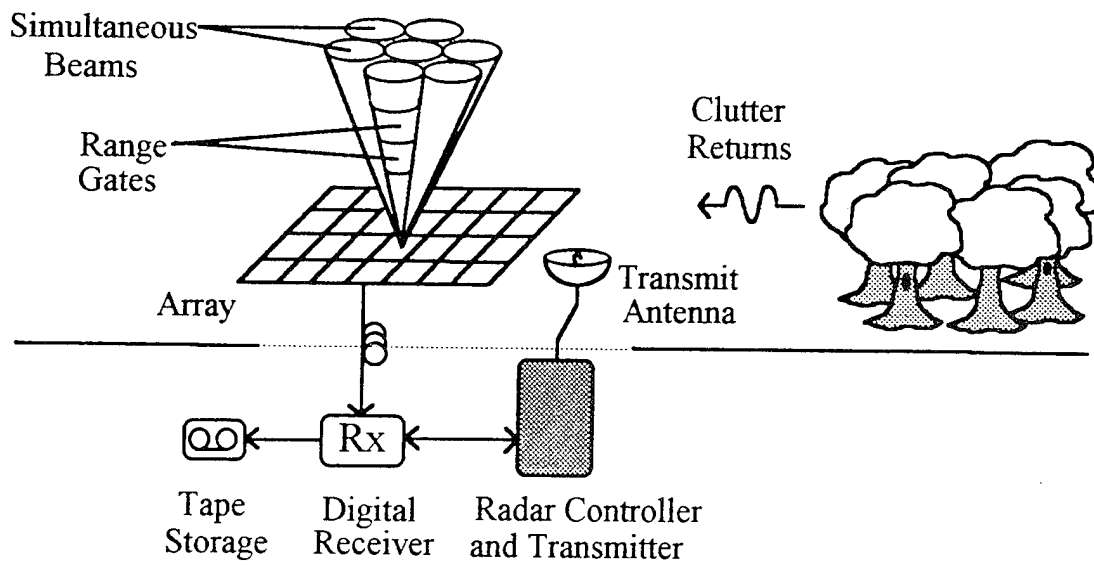 Simultaneous
Beams
Range
Gates
Clutter
Returns
Array
Transmit
Antenna
Rx
Tape
Storage
Digital
Receiver
Radar Controller
and Transmitter